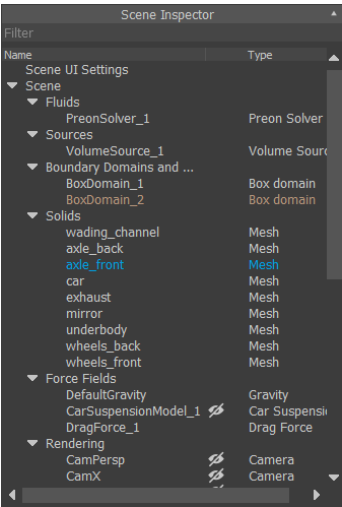 Scene Inspector
Filter
Name Type
Scene UI Settings
Scene
Fluids
PreonSolver_1 Preon Solver
Sources
VolumeSource_1 Volume Sourc
Boundary Domains and ...
BoxDomain_1 Box domain
BoxDomain_2 Box domain
Solids
wading_channel Mesh
axle_back Mesh
axle_front Mesh
car Mesh
exhaust Mesh
mirror Mesh
underbody Mesh
wheels_back Mesh
wheels_front Mesh
Force Fields
DefaultGravity Gravity
CarSuspensionModel_1 Car Suspensi
DragForce_1 Drag Force
Rendering
CamPersp Camera
CamX Camera